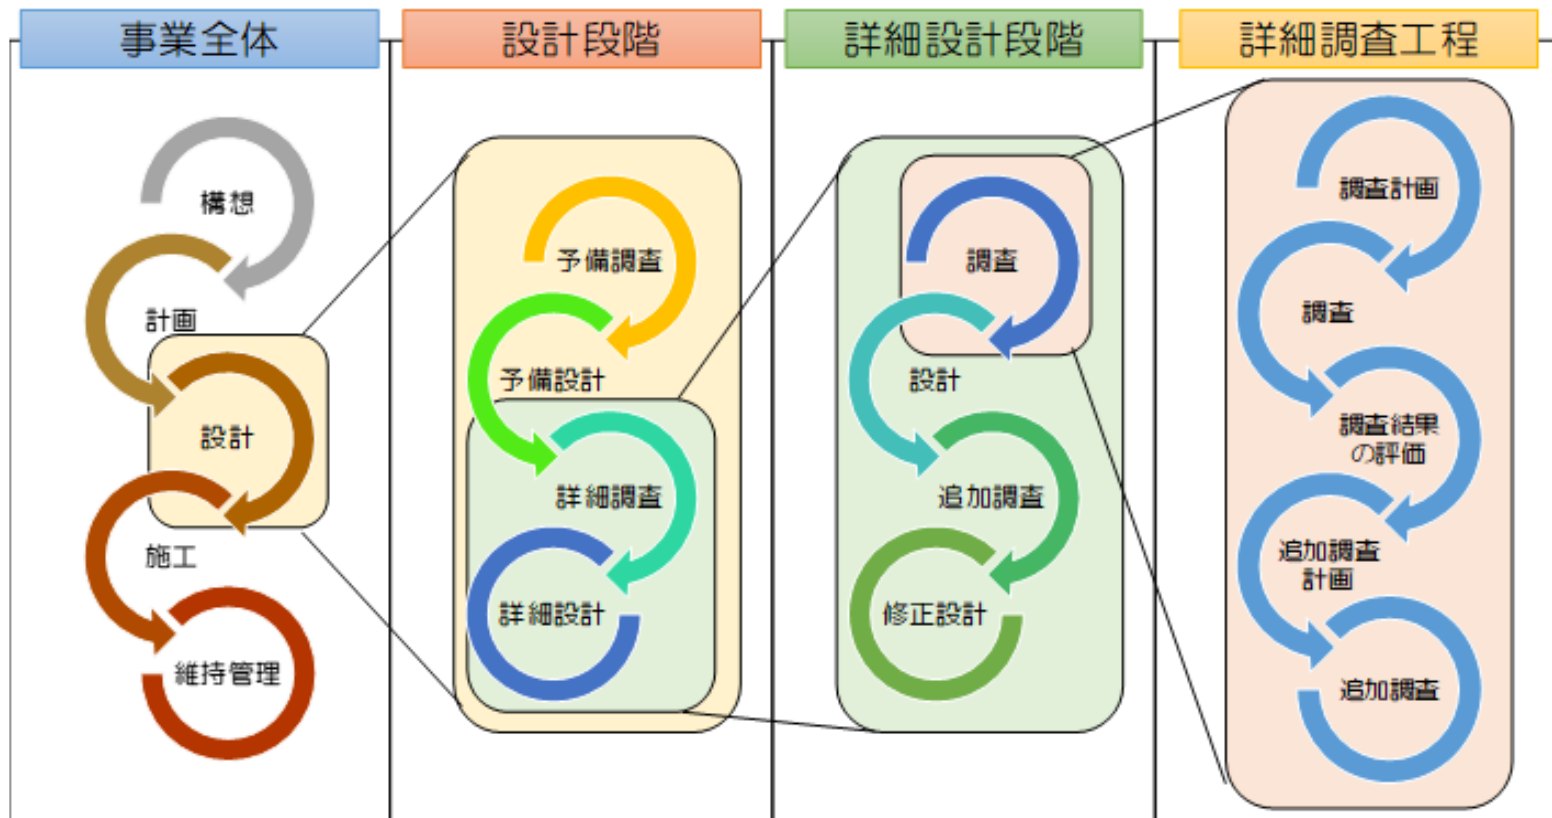 事業全体
構想
計画
設計
施工
維持管理
設計段階
予備調査
予備設計
詳細調査
詳細設計
詳細設計段階
調査
設計
追加調査
修正設計
詳細調査工程
調査計画
調査
調査結果
の評価
追加調査
計画
追加調査